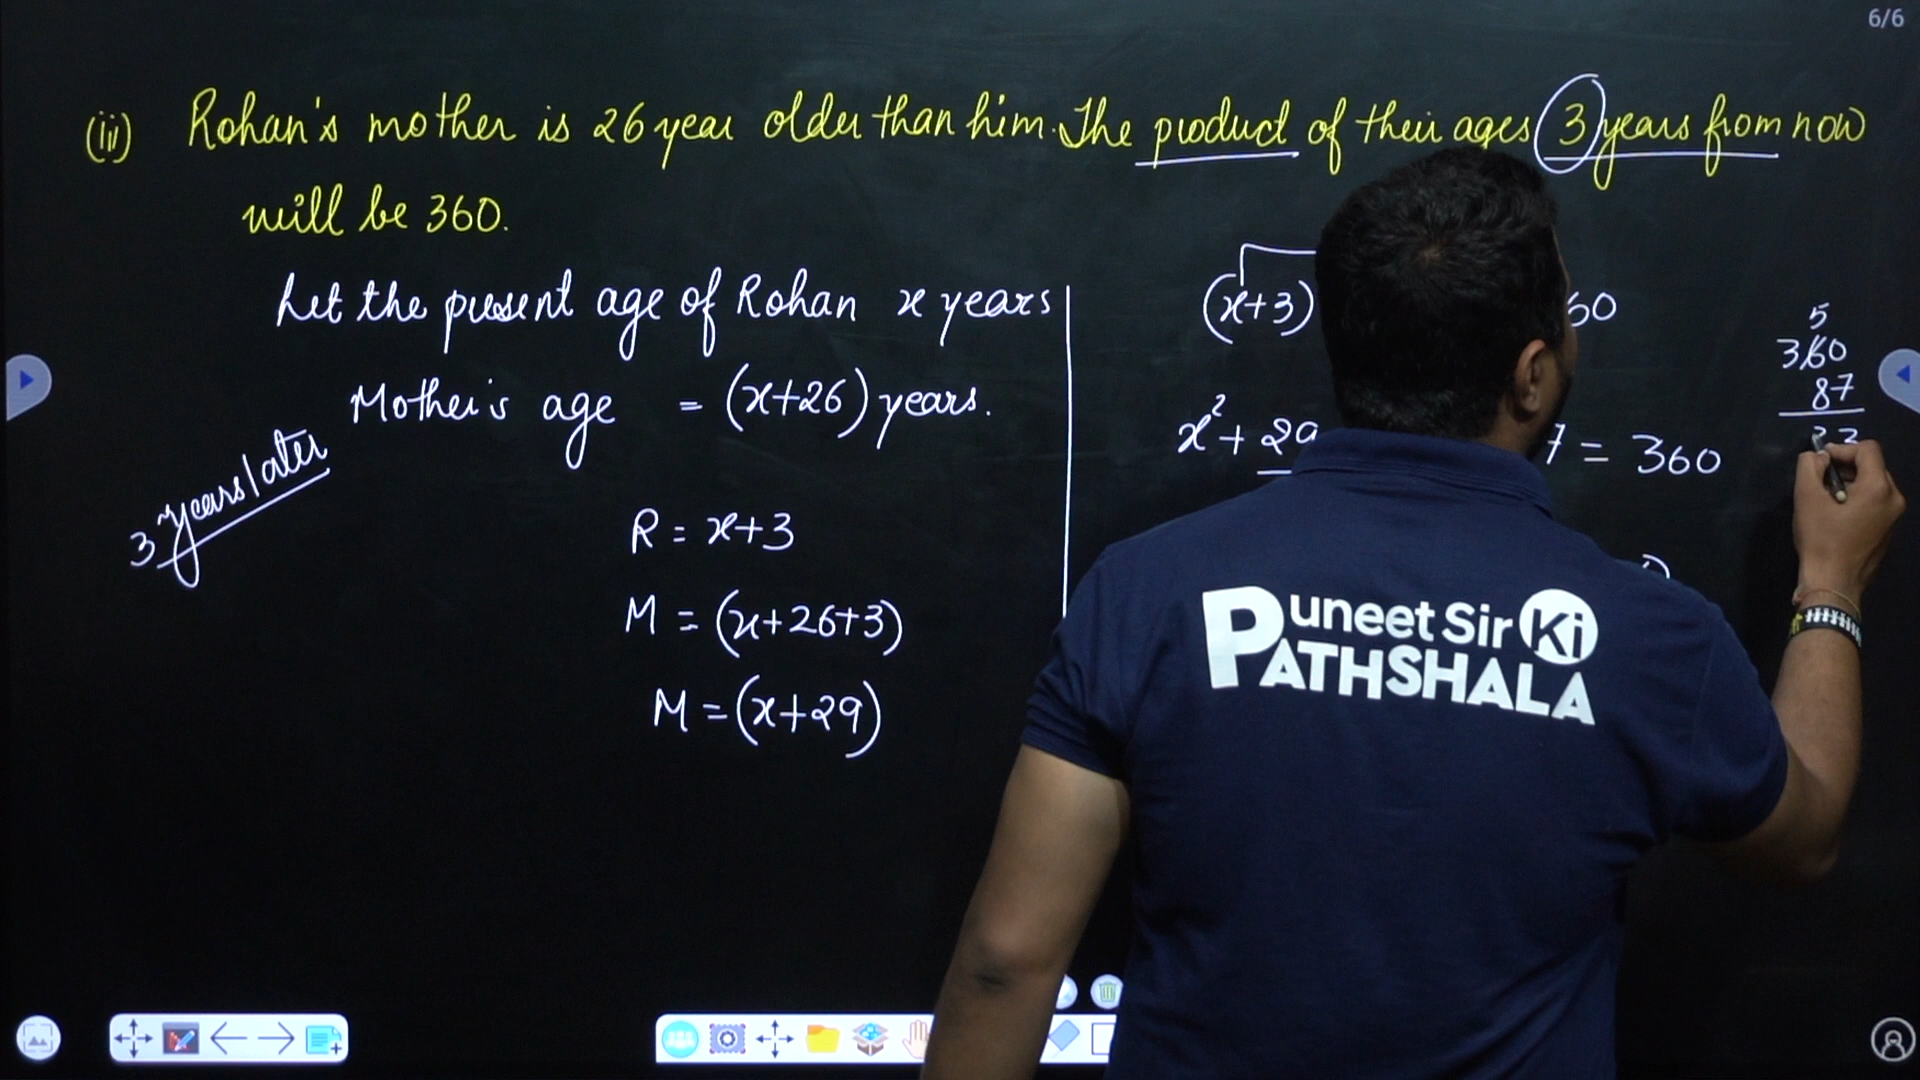 6/6
(iii) Rohan's mother is 26 year older than him. The product of their ages 3 years from now
will be 360.
Let the present age of Rohan x years
Mother's age = (x+26) years.
3 years later
R = x+3
M = (x+26+3)
M = (x+29)
(x+3) 60
x² + 29 7 = 360
5
360
87
Puneet Sir Ki
PATHSHALA